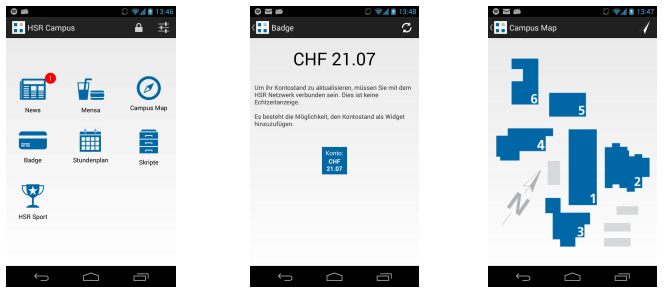 13:46
HSR Campus
1
News
Mensa
Campus Map
Badge
Stundenplan
Skripte
HSR Sport
13:48
Badge
CHF 21.07
Um ihr Kontostand zu aktualisieren, müssen Sie mit dem
HSR Netzwerk verbunden sein. Dies ist keine
Echtzeitanzeige.
Es besteht die Möglichkeit, den Kontostand als Widget
hinzuzufügen.
Konto:
CHF
21.07
13:47
Campus Map
6
5
4
2
N
1
3